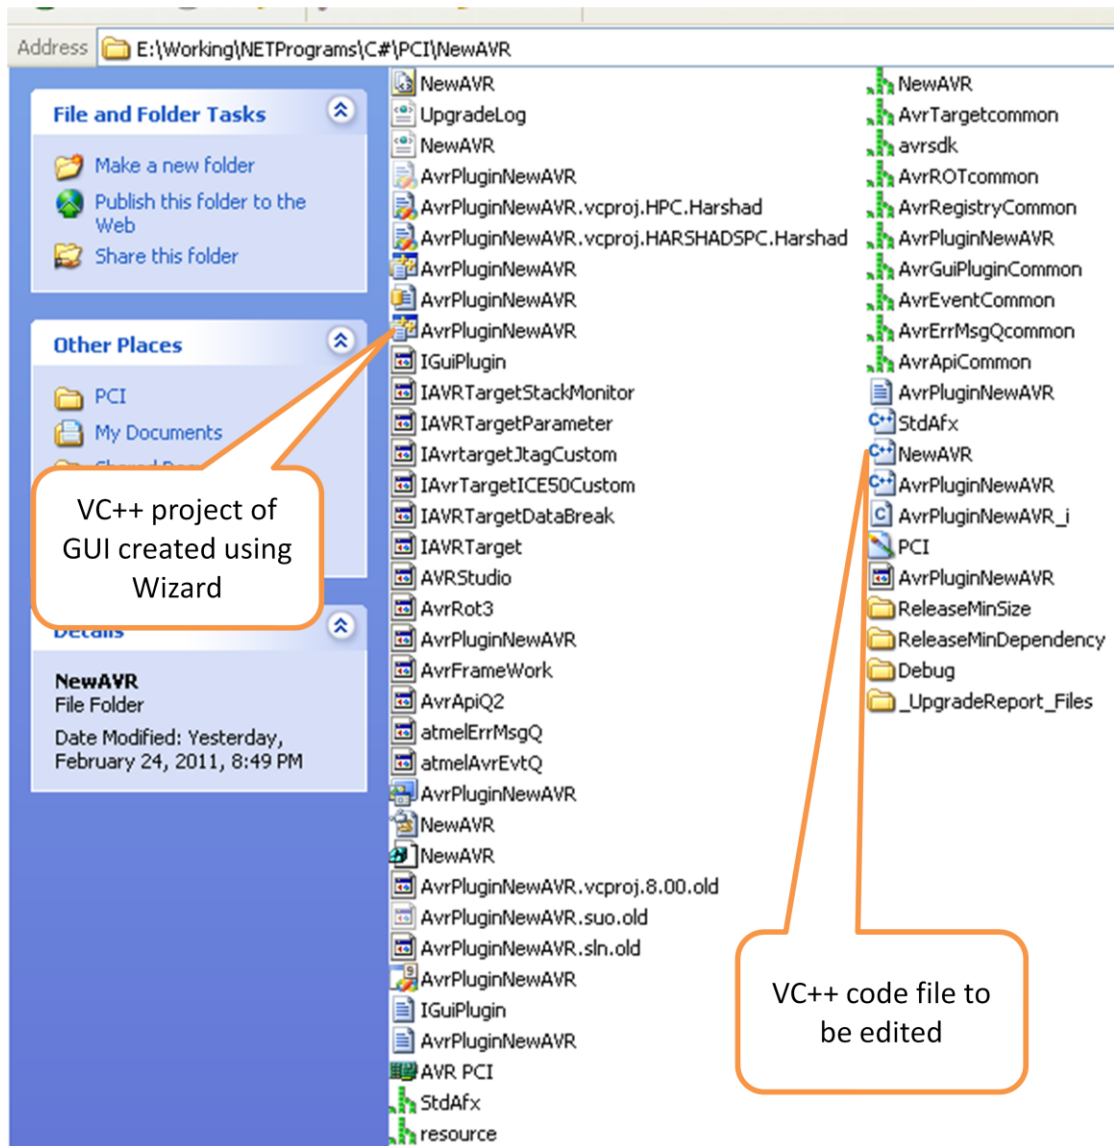 Address E:\Working\NETPrograms\C#\PCI\NewAVR
File and Folder Tasks
Make a new folder
Publish this folder to the
Web
Share this folder
Other Places
PCI
My Documents
VC++ project of
GUI created using
Wizard
Details
NewAVR
File Folder
Date Modified: Yesterday,
February 24, 2011, 8:49 PM
NewAVR
UpgradeLog
NewAVR
AvrPluginNewAVR
AvrPluginNewAVR.vcproj.HPC.Harshad
AvrPluginNewAVR.vcproj.HARSHADSPC.Harshad
AvrPluginNewAVR
AvrPluginNewAVR
AvrPluginNewAVR
IGuiPlugin
IAVRTargetStackMonitor
IAVRTargetParameter
IAvrtargetJtagCustom
IAvrTargetICE50Custom
IAVRTargetDataBreak
IAVRTarget
AVRStudio
AvrRot3
AvrPluginNewAVR
AvrFrameWork
AvrApiQ2
atmelErrMsgQ
atmelAvrEvtQ
AvrPluginNewAVR
NewAVR
NewAVR
AvrPluginNewAVR.vcproj.8.00.old
AvrPluginNewAVR.suo.old
AvrPluginNewAVR.sln.old
AvrPluginNewAVR
IGuiPlugin
AvrPluginNewAVR
AVR PCI
StdAfx
resource
NewAVR
AvrTargetcommon
avrsdk
AvrROTcommon
AvrRegistryCommon
AvrPluginNewAVR
AvrGuiPluginCommon
AvrEventCommon
AvrErrMsgQcommon
AvrApiCommon
AvrPluginNewAVR
StdAfx
NewAVR
AvrPluginNewAVR
AvrPluginNewAVR_i
PCI
AvrPluginNewAVR
ReleaseMinSize
ReleaseMinDependency
Debug
_UpgradeReport_Files
VC++ code file to
be edited